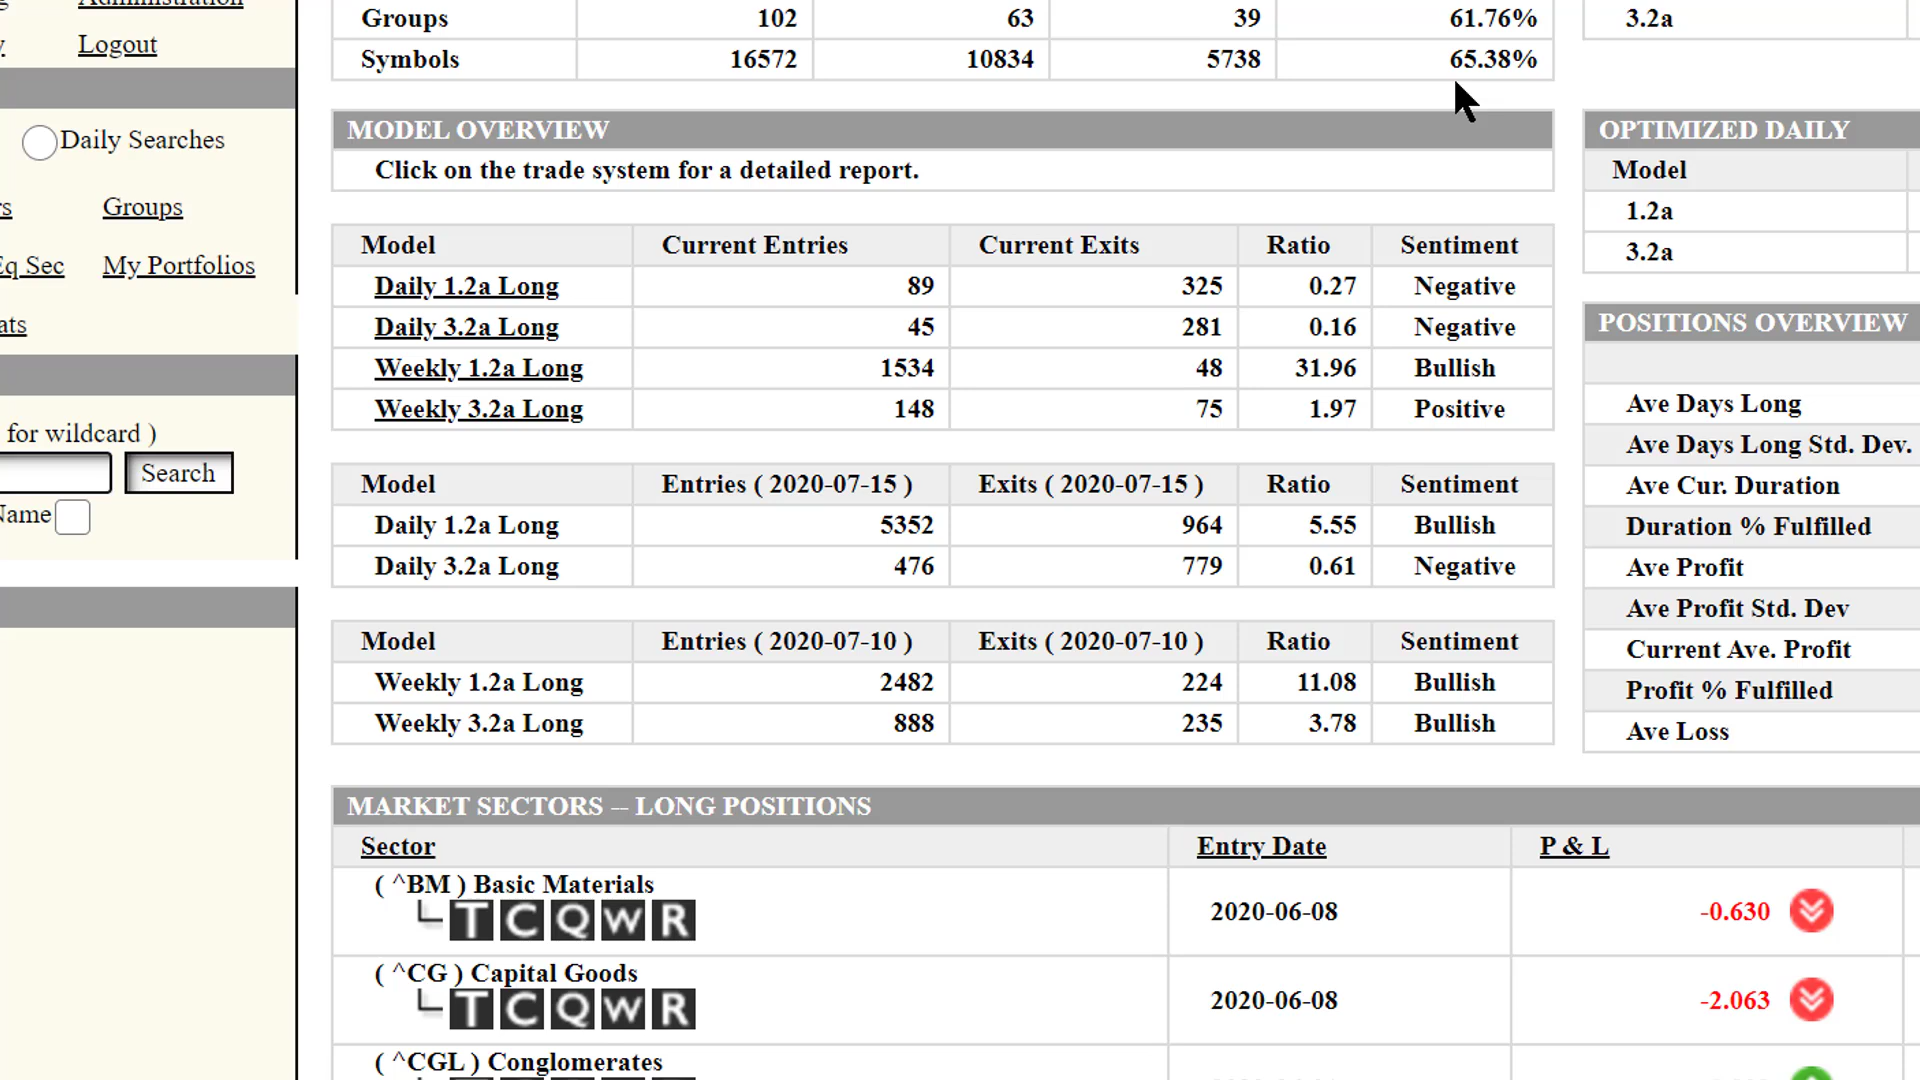 Administration
Logout
Daily Searches
Groups
Eq Sec My Portfolios
for wildcard )
Search
Name
Groups 102 63 39 61.76%
Symbols 16572 10834 5738 65.38%
MODEL OVERVIEW
Click on the trade system for a detailed report.
Model Current Entries Current Exits Ratio Sentiment
Daily 1.2a Long 89 325 0.27 Negative
Daily 3.2a Long 45 281 0.16 Negative
Weekly 1.2a Long 1534 48 31.96 Bullish
Weekly 3.2a Long 148 75 1.97 Positive
Model Entries ( 2020-07-15 ) Exits ( 2020-07-15 ) Ratio Sentiment
Daily 1.2a Long 5352 964 5.55 Bullish
Daily 3.2a Long 476 779 0.61 Negative
Model Entries ( 2020-07-10 ) Exits ( 2020-07-10 ) Ratio Sentiment
Weekly 1.2a Long 2482 224 11.08 Bullish
Weekly 3.2a Long 888 235 3.78 Bullish
3.2a
OPTIMIZED DAILY
Model
1.2a
3.2a
POSITIONS OVERVIEW
Ave Days Long
Ave Days Long Std. Dev.
Ave Cur. Duration
Duration % Fulfilled
Ave Profit
Ave Profit Std. Dev
Current Ave. Profit
Profit % Fulfilled
Ave Loss
MARKET SECTORS -- LONG POSITIONS
Sector Entry Date P & L
( ^BM ) Basic Materials
T C Q W R 2020-06-08 -0.630
( ^CG ) Capital Goods
T C Q W R 2020-06-08 -2.063
( ^CGL ) Conglomerates